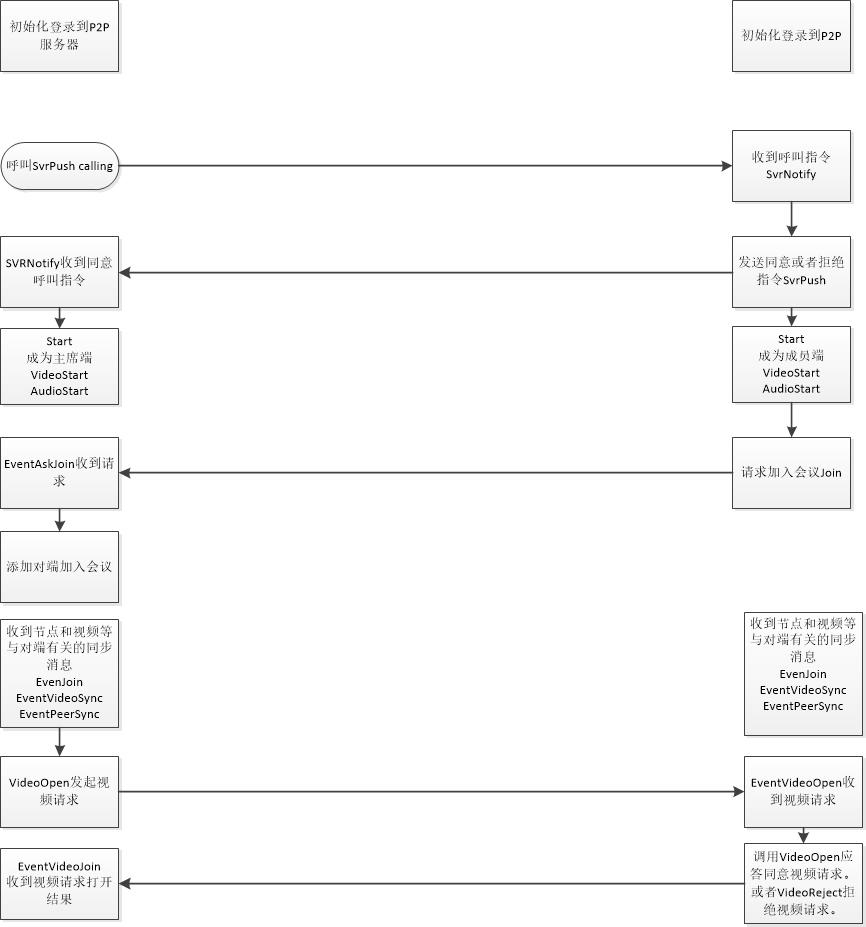 初始化登录到P2P
服务器
初始化登录到P2P
呼叫SvrPush calling
收到呼叫指令
SvrNotify
SVRNotify收到同意
呼叫指令
发送同意或者拒绝
指令SvrPush
Start
成为主席端
VideoStart
AudioStart
Start
成为成员端
VideoStart
AudioStart
EventAskJoin收到请
求
请求加入会议Join
添加对端加入会议
收到节点和视频等
与对端有关的同步
消息
EvenJoin
EventVideoSync
EventPeerSync
收到节点和视频等
与对端有关的同步
消息
EvenJoin
EventVideoSync
EventPeerSync
VideoOpen发起视
频请求
EventVideoOpen收
到视频请求
EventVideoJoin
收到视频请求打开
结果
调用VideoOpen应
答同意视频请求。
或者VideoReject拒
绝视频请求。